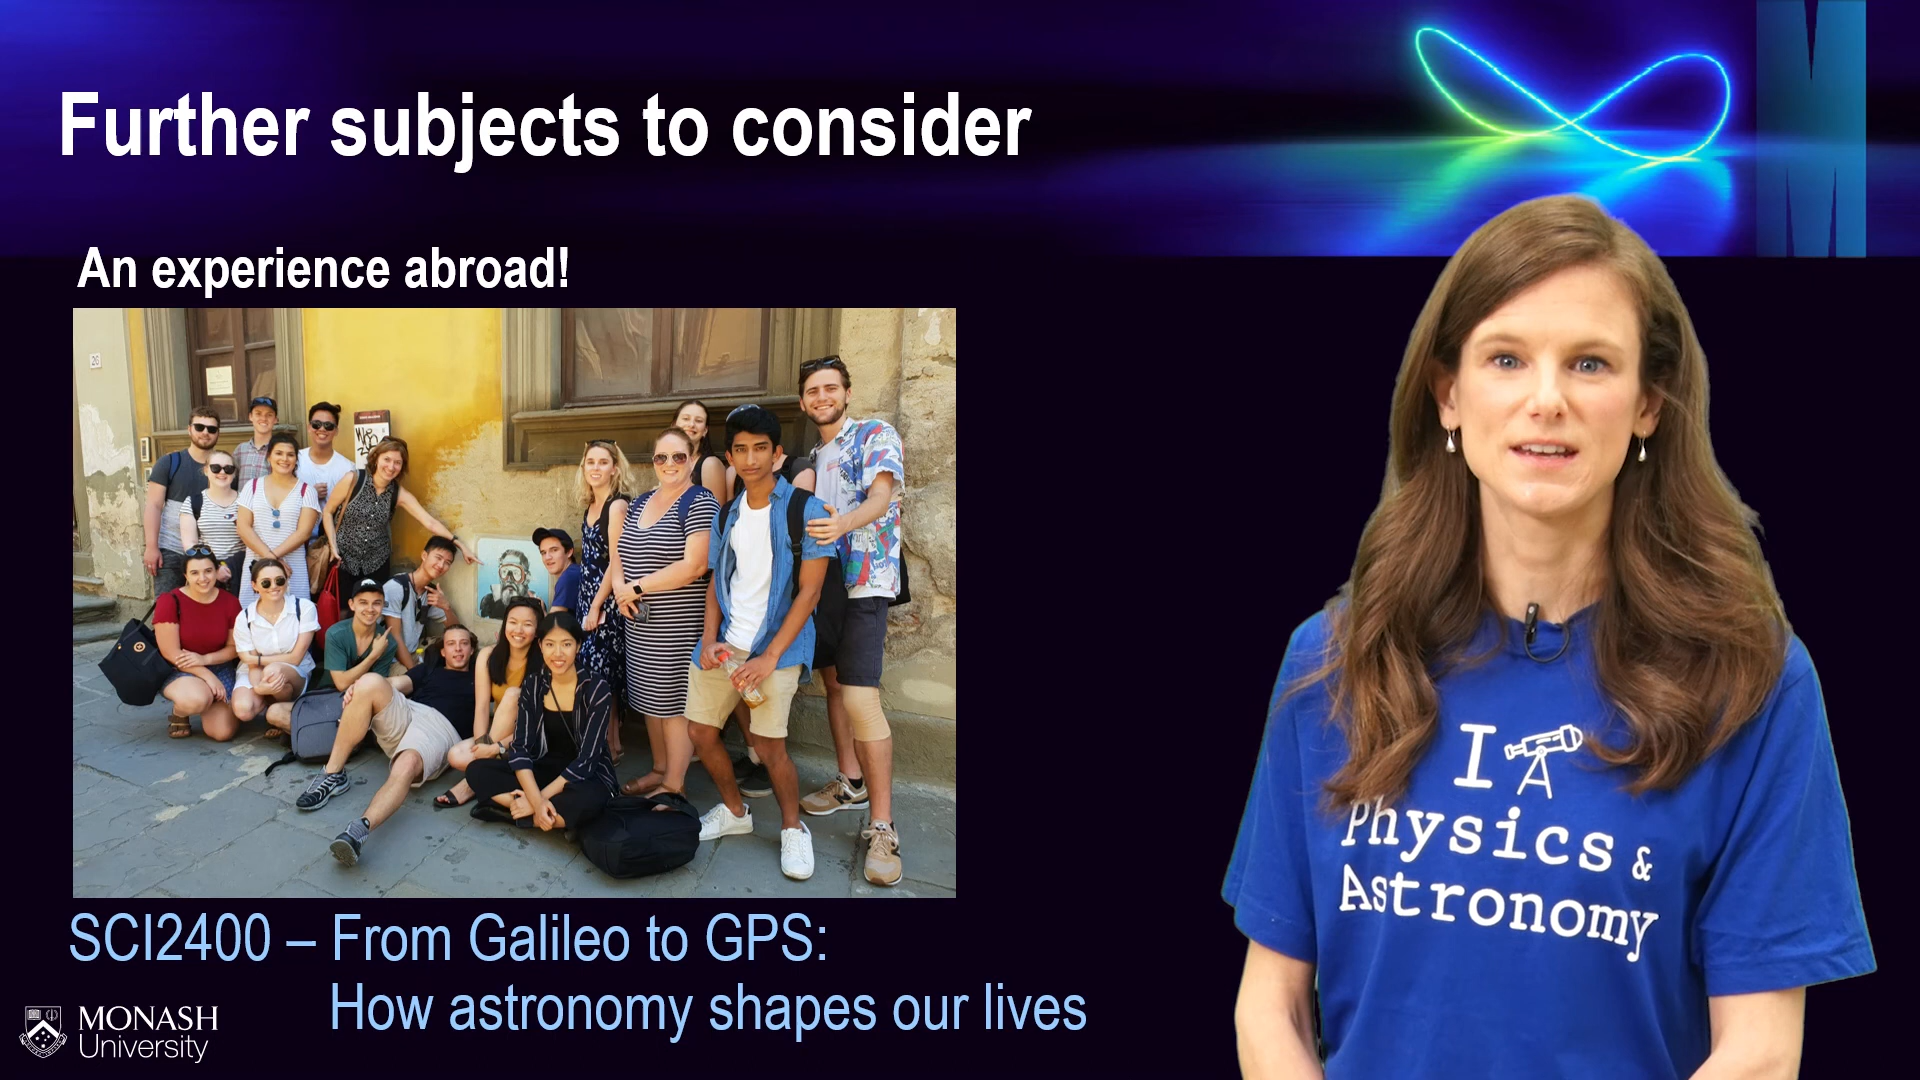 Further subjects to consider
An experience abroad!
SCI2400 – From Galileo to GPS:
How astronomy shapes our lives
MONASH
University
I
Physics &
Astronomy